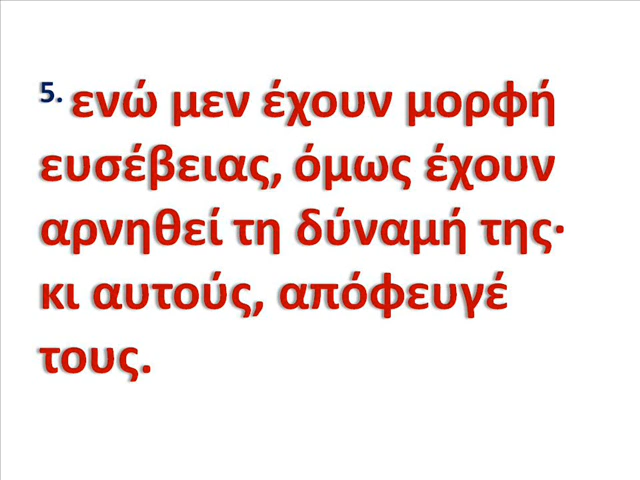 5. ενώ μεν έχουν μορφή
ευσέβειας, όμως έχουν
αρνηθεί τη δύναμή της·
κι αυτούς, απόφευγέ
τους.